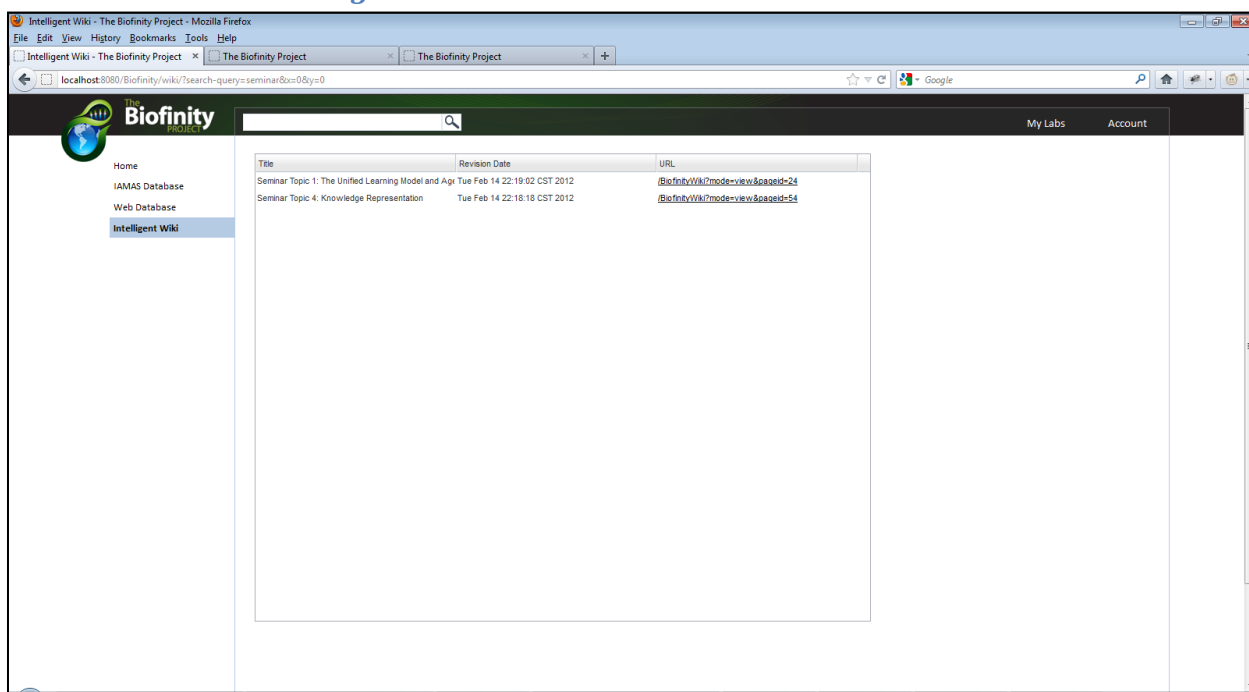 Intelligent Wiki - The Biofinity Project - Mozilla Firefox
File Edit View History Bookmarks Tools Help
Intelligent Wiki - The Biofinity Project × The Biofinity Project × The Biofinity Project × +
localhost:8080/Biofinity/wiki/?search-query=seminar&x=0&y=0 Google
The
Biofinity
PROJECT
My Labs Account
Home
IAMAS Database
Web Database
Intelligent Wiki
Title Revision Date URL
Seminar Topic 1: The Unified Learning Model and Age Tue Feb 14 22:19:02 CST 2012 /BiofinityWiki?mode=view&pageid=24
Seminar Topic 4: Knowledge Representation Tue Feb 14 22:18:18 CST 2012 /BiofinityWiki?mode=view&pageid=54